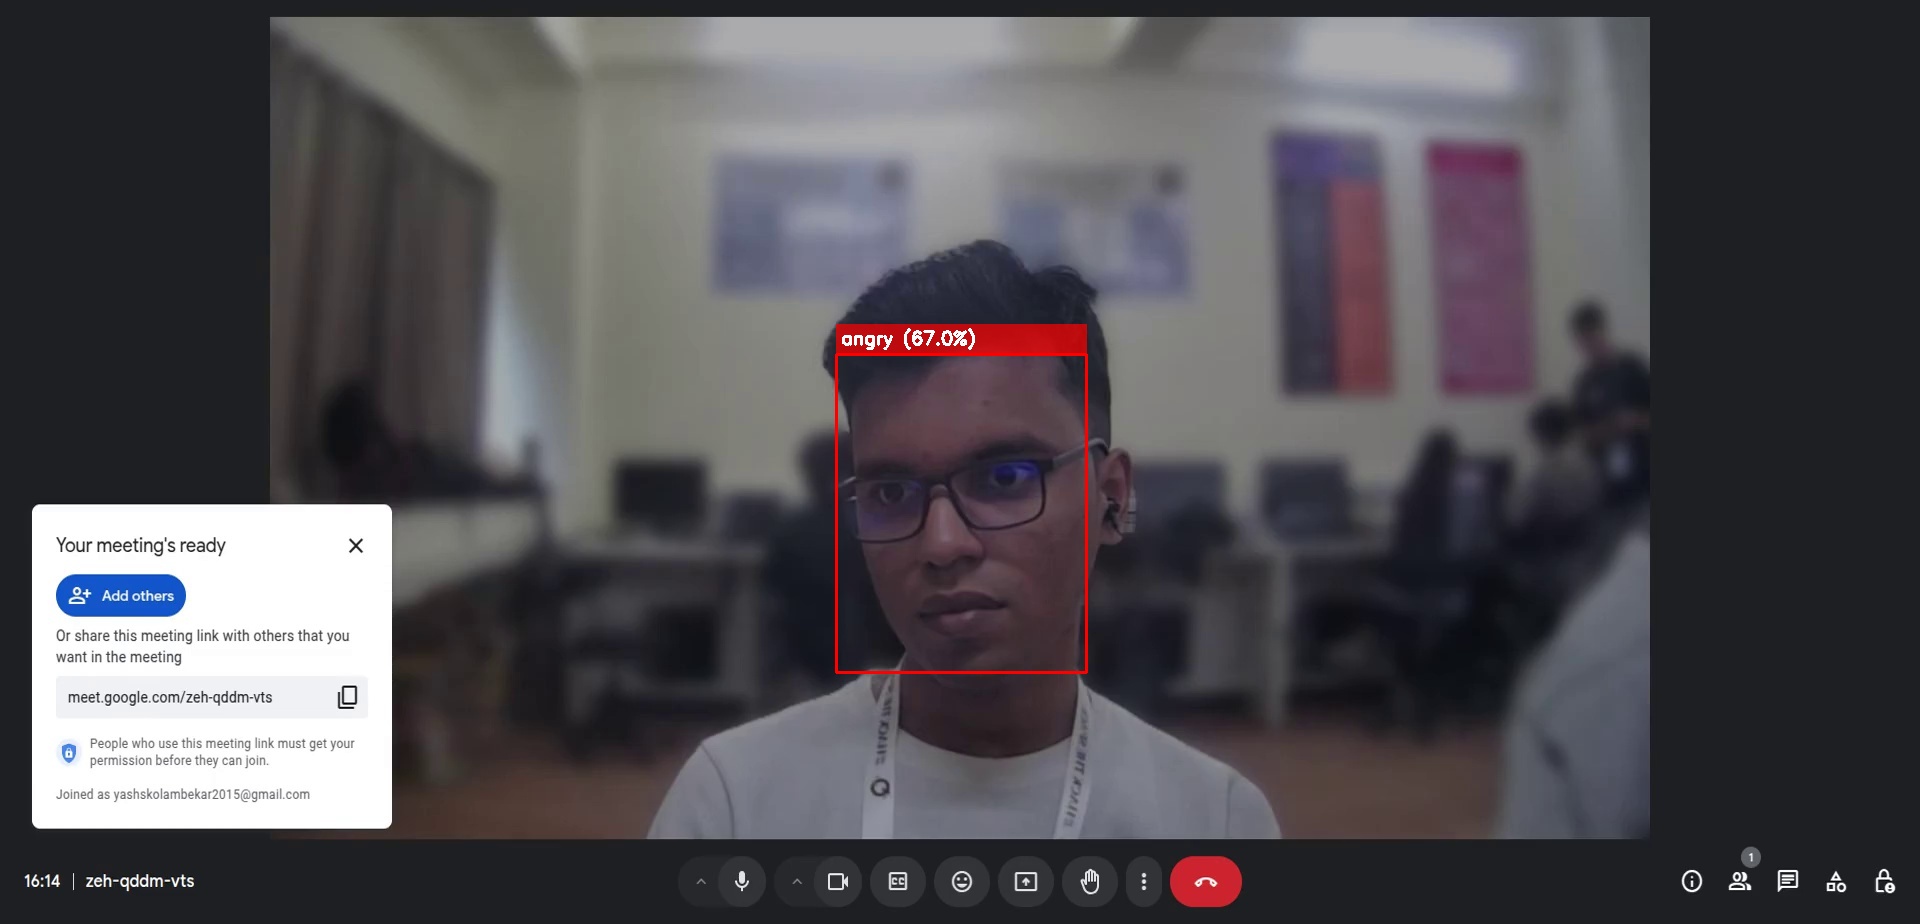 angry (67.0%)
Your meeting's ready
Add others
Or share this meeting link with others that you
want in the meeting
meet.google.com/zeh-qddm-vts
People who use this meeting link must get your
permission before they can join.
Joined as yashskolambekar2015@gmail.com
16:14 | zeh-qddm-vts
CC
1